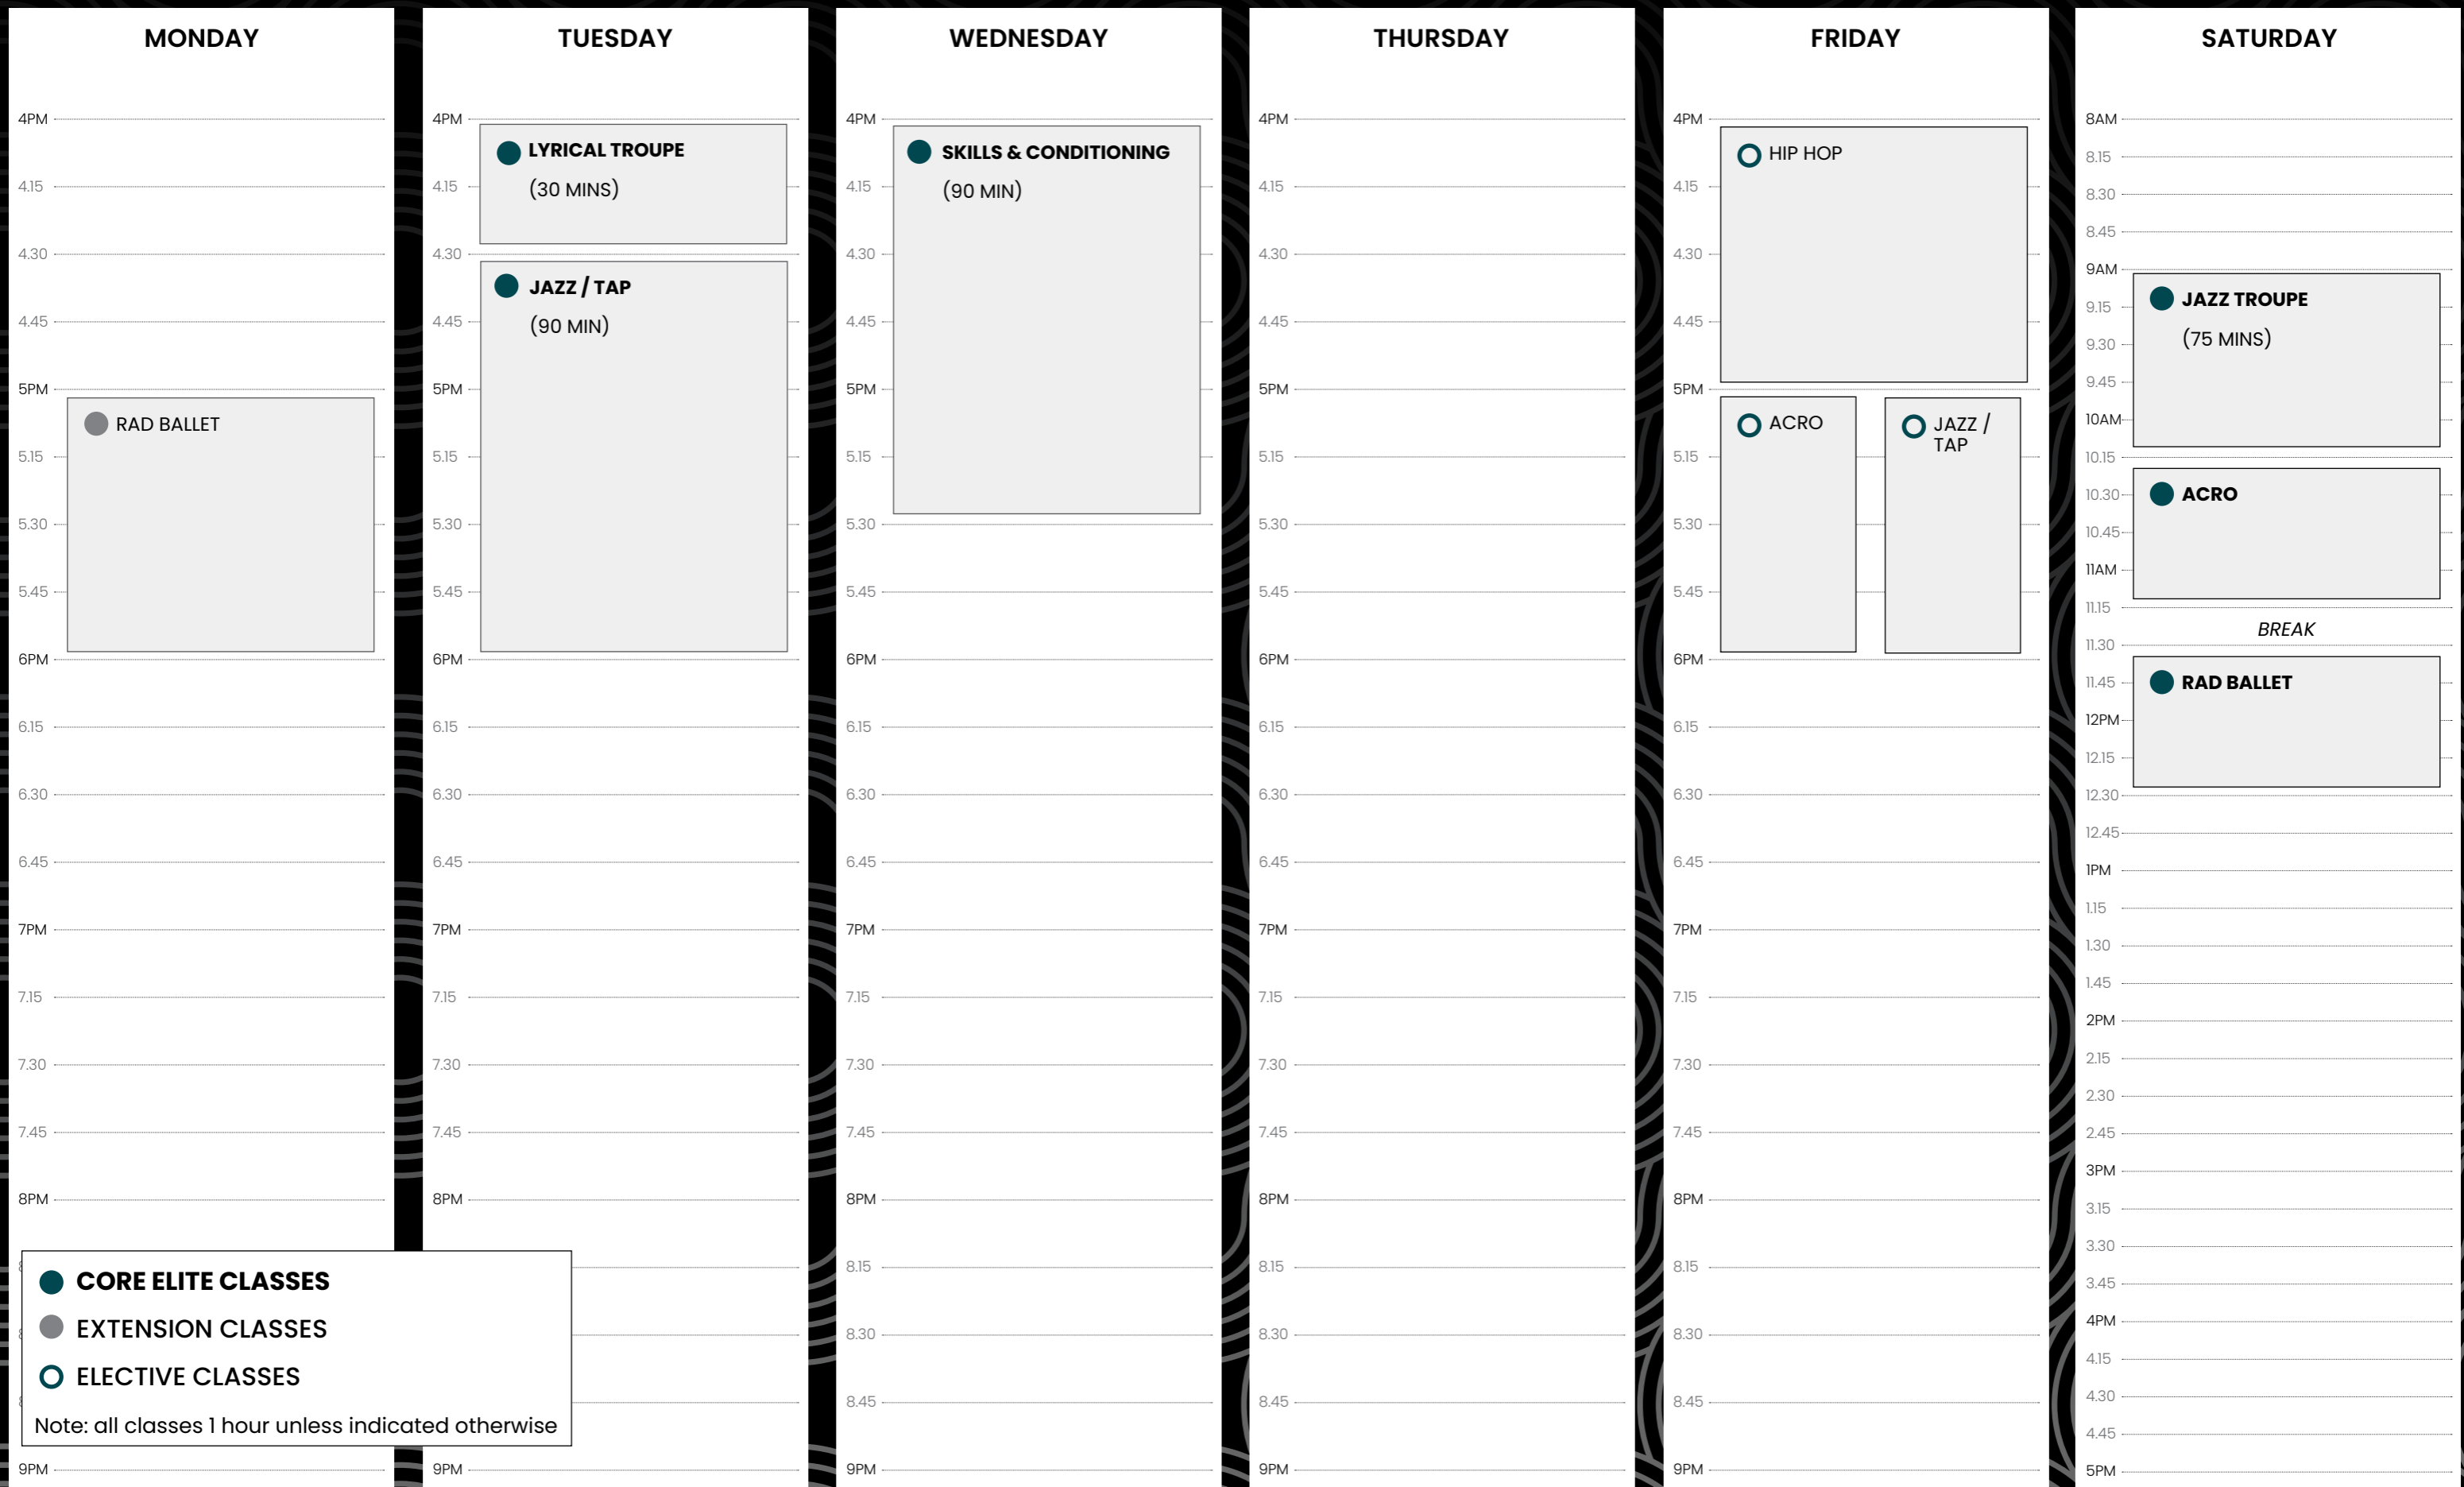 MONDAY
4PM
4.15
4.30
4.45
5PM
RAD BALLET
5.15
5.30
5.45
6PM
6.15
6.30
6.45
7PM
7.15
7.30
7.45
8PM
CORE ELITE CLASSES
EXTENSION CLASSES
ELECTIVE CLASSES
Note: all classes 1 hour unless indicated otherwise
9PM
TUESDAY
4PM
LYRICAL TROUPE
4.15
(30 MINS)
4.30
JAZZ / TAP
4.45
(90 MIN)
5PM
5.15
5.30
5.45
6PM
6.15
6.30
6.45
7PM
7.15
7.30
7.45
8PM
9PM
WEDNESDAY
4PM
SKILLS & CONDITIONING
4.15
(90 MIN)
4.30
4.45
5PM
5.15
5.30
5.45
6PM
6.15
6.30
6.45
7PM
7.15
7.30
7.45
8PM
8.15
8.30
8.45
9PM
THURSDAY
4PM
4.15
4.30
4.45
5PM
5.15
5.30
5.45
6PM
6.15
6.30
6.45
7PM
7.15
7.30
7.45
8PM
8.15
8.30
8.45
9PM
FRIDAY
4PM
HIP HOP
4.15
4.30
4.45
5PM
ACRO
JAZZ /
TAP
5.15
5.30
5.45
6PM
6.15
6.30
6.45
7PM
7.15
7.30
7.45
8PM
8.15
8.30
8.45
9PM
SATURDAY
8AM
8.15
8.30
8.45
9AM
JAZZ TROUPE
9.15
(75 MINS)
9.30
9.45
10AM
10.15
10.30
ACRO
10.45
11AM
11.15
BREAK
11.30
11.45
RAD BALLET
12PM
12.15
12.30
12.45
1PM
1.15
1.30
1.45
2PM
2.15
2.30
2.45
3PM
3.15
3.30
3.45
4PM
4.15
4.30
4.45
5PM